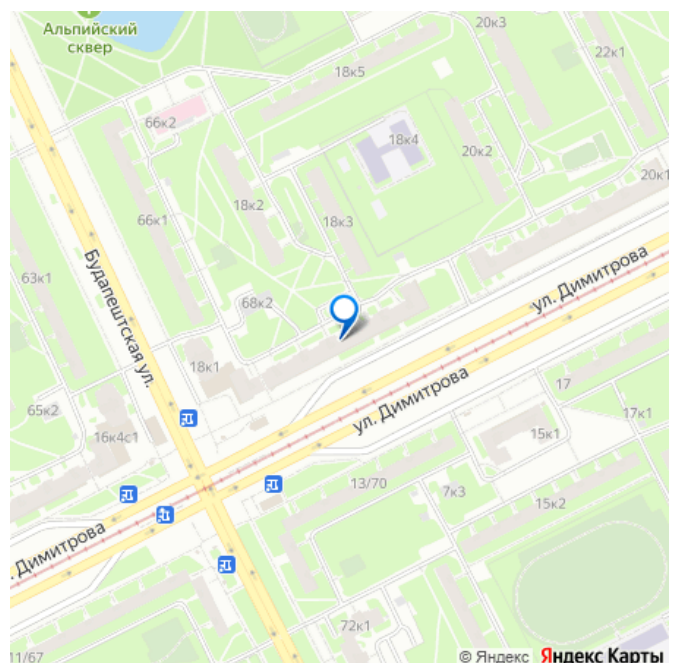 Альпийский
сквер
20к3
22к1
18к5
66к2
18к4
20к2
20к1
66к1
18к2
18к3
63к1
Будапештская ул.
68к2
ул. Димитрова
18к1
ул. Димитрова
17
65к2
17к1
16к4с1
15к1
13/70
7к3
15к2
. Димитрова
72к1
11/67
© Яндекс Яндекс Карты